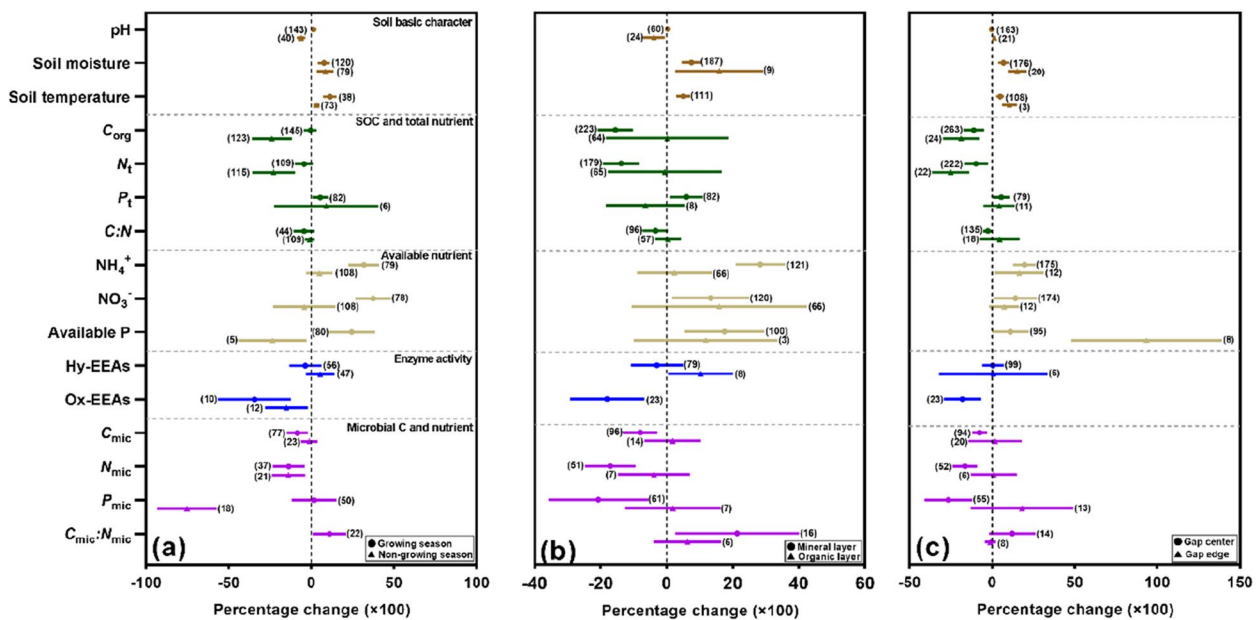 Soil basic character
pH (143) (40)
Soil moisture (120) (79)
Soil temperature (38) (73)
SOC and total nutrient
Corg (145) (123)
Nt (109) (115)
Pt (82) (6)
C:N (44) (109)
Available nutrient
NH4+ (79) (108)
NO3- (78) (108)
Available P (80) (5)
Enzyme activity
Hy-EEAs (56) (47)
Ox-EEAs (10) (12)
Microbial C and nutrient
Cmic (77) (23)
Nmic (37) (21)
Pmic (50) (18)
Cmic:Nmic (22)
(a)
Growing season
Non-growing season
-100 -50 0 50 100
Percentage change (×100)
(60) (24)
(187) (9)
(111)
(223) (64)
(179) (65)
(82) (8)
(96) (57)
(121) (66)
(120) (66)
(100) (3)
(79) (8)
(23)
(96) (14)
(51) (7)
(61) (7)
(16) (6)
(b)
Mineral layer
Organic layer
-40 -20 0 20 40 60
Percentage change (×100)
(163) (21)
(176) (20)
(108) (3)
(263) (24)
(222) (22)
(79) (11)
(135) (18)
(175) (12)
(174) (12)
(95) (8)
(99) (6)
(23)
(94) (20)
(52) (6)
(55) (13)
(14) (8)
(c)
Gap center
Gap edge
-50 0 50 100 150
Percentage change (×100)